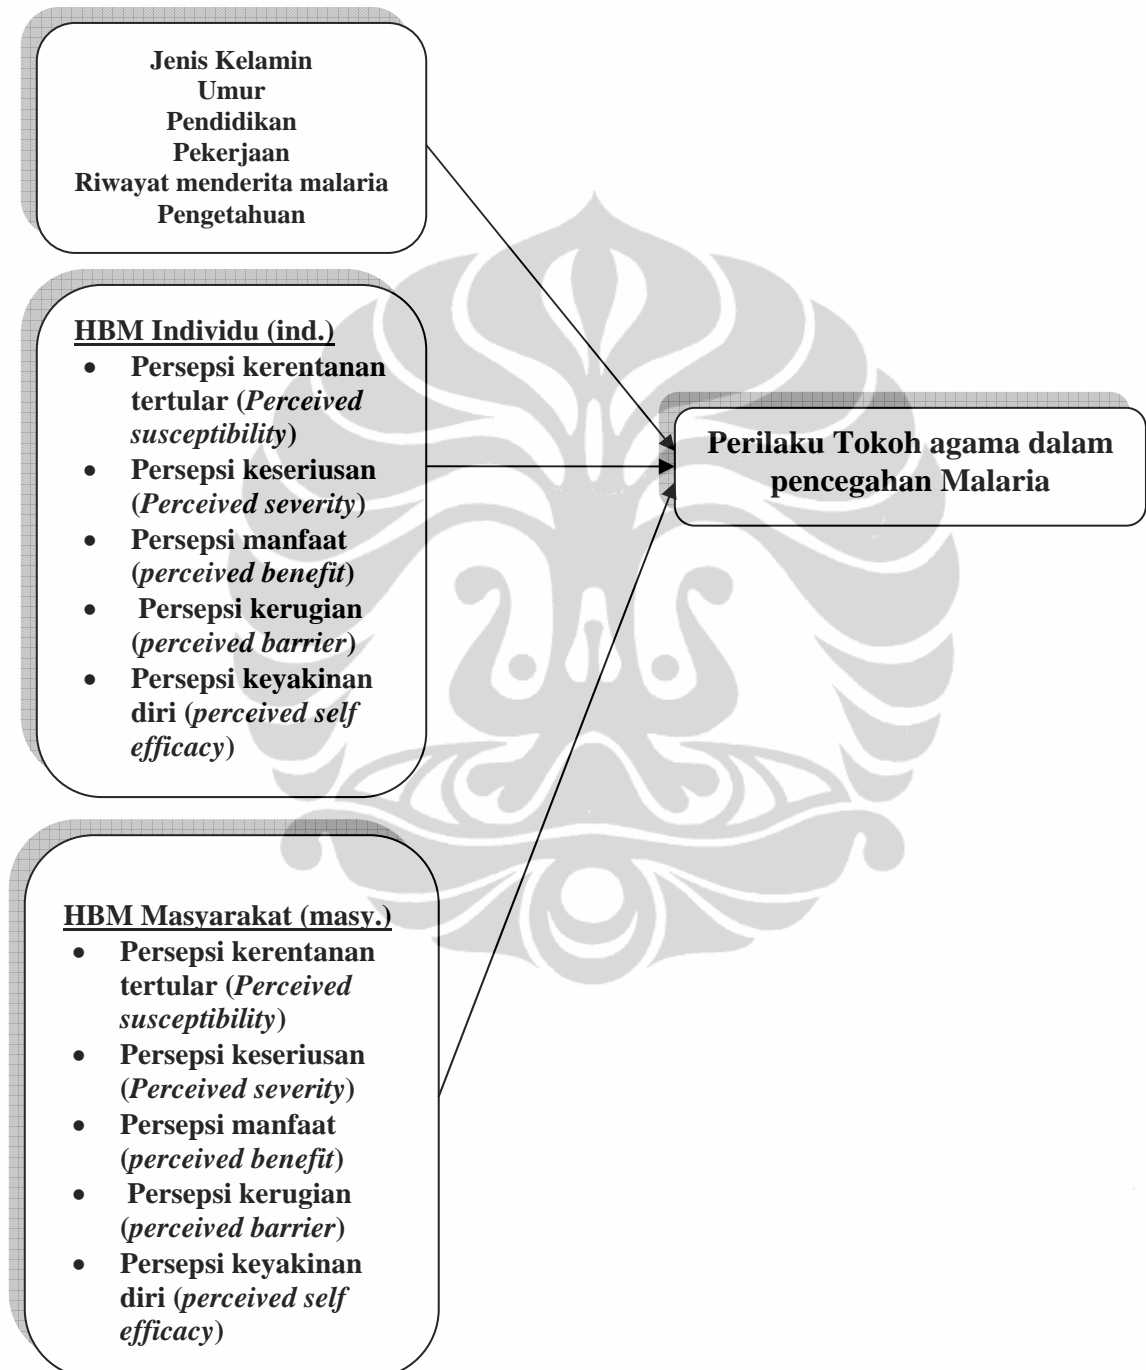 Jenis Kelamin
Umur
Pendidikan
Pekerjaan
Riwayat menderita malaria
Pengetahuan
HBM Individu (ind.)
• Persepsi kerentanan
tertular (Perceived
susceptibility)
• Persepsi keseriusan
(Perceived severity)
• Persepsi manfaat
(perceived benefit)
• Persepsi kerugian
(perceived barrier)
• Persepsi keyakinan
diri (perceived self
efficacy)
Perilaku Tokoh agama dalam
pencegahan Malaria
HBM Masyarakat (masy.)
• Persepsi kerentanan
tertular (Perceived
susceptibility)
• Persepsi keseriusan
(Perceived severity)
• Persepsi manfaat
(perceived benefit)
• Persepsi kerugian
(perceived barrier)
• Persepsi keyakinan
diri (perceived self
efficacy)